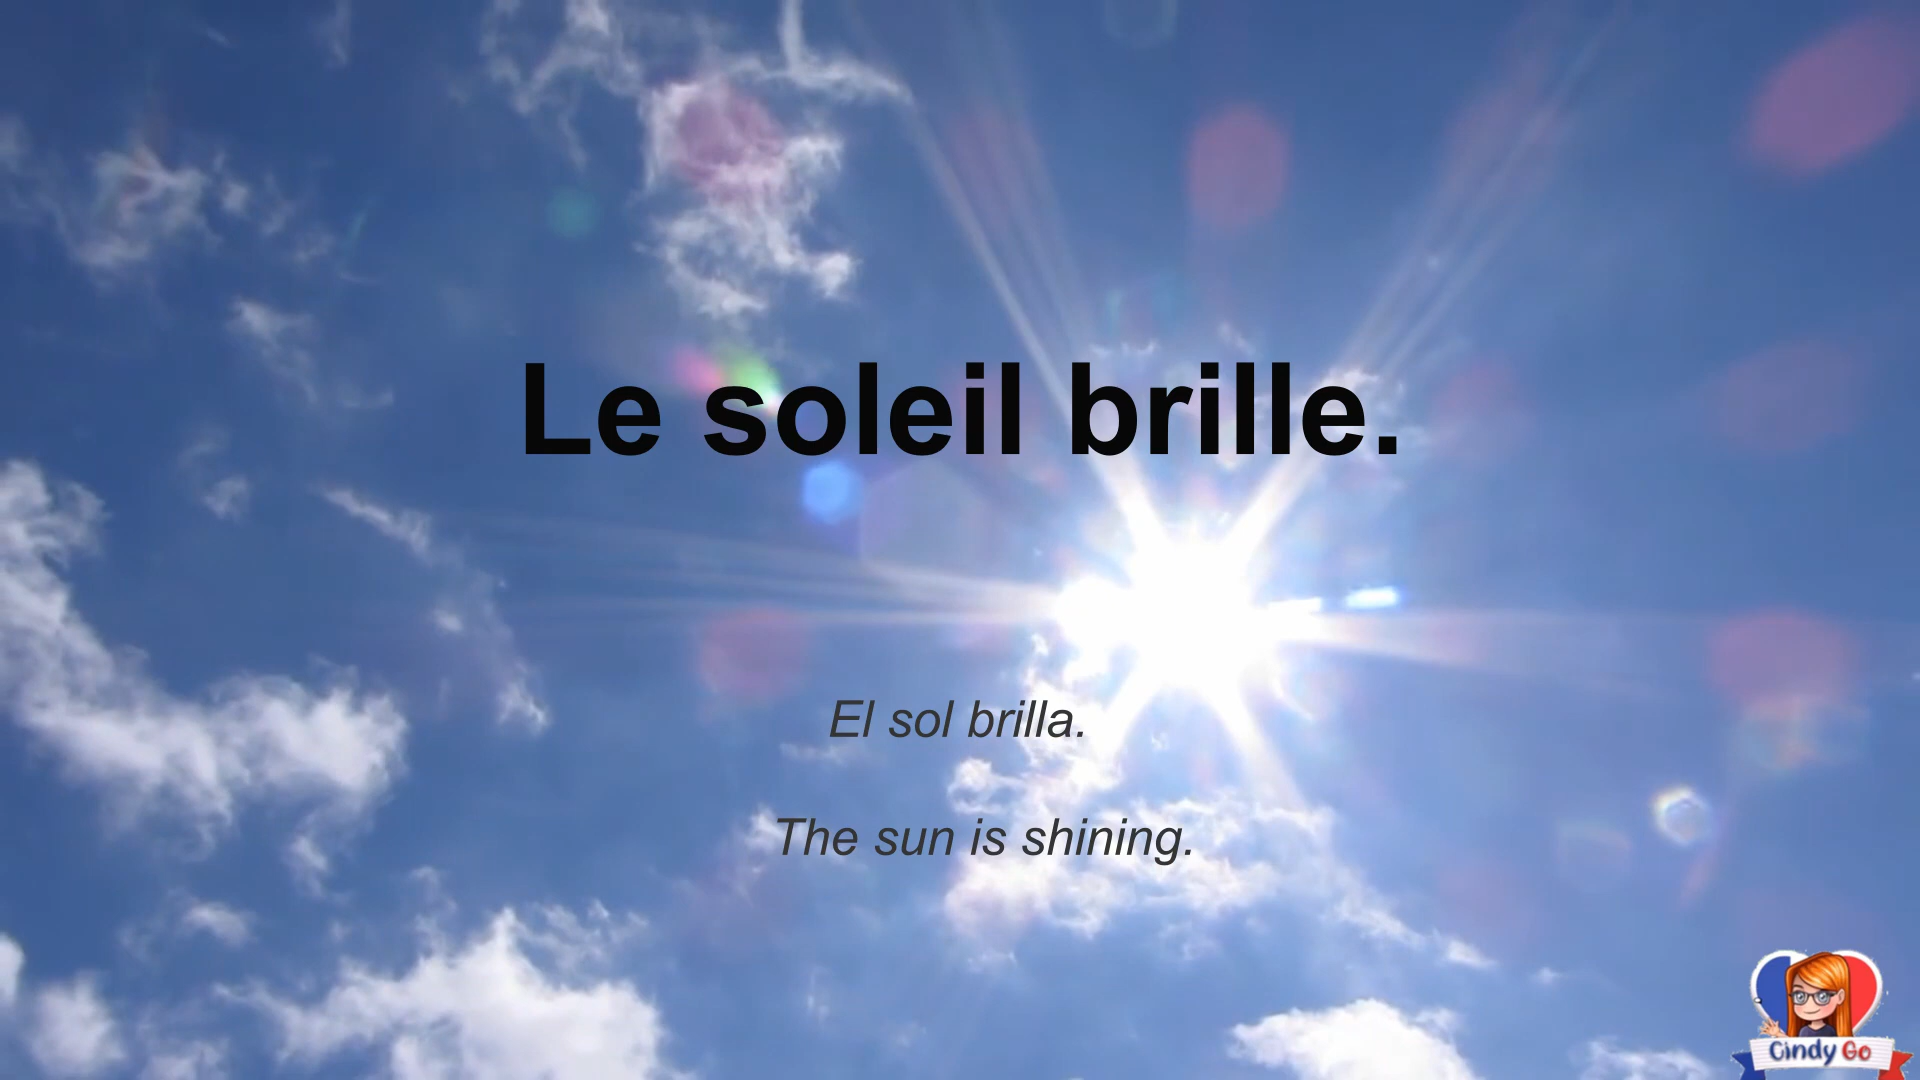 Le soleil brille.
El sol brilla.
The sun is shining.
Cindy Go